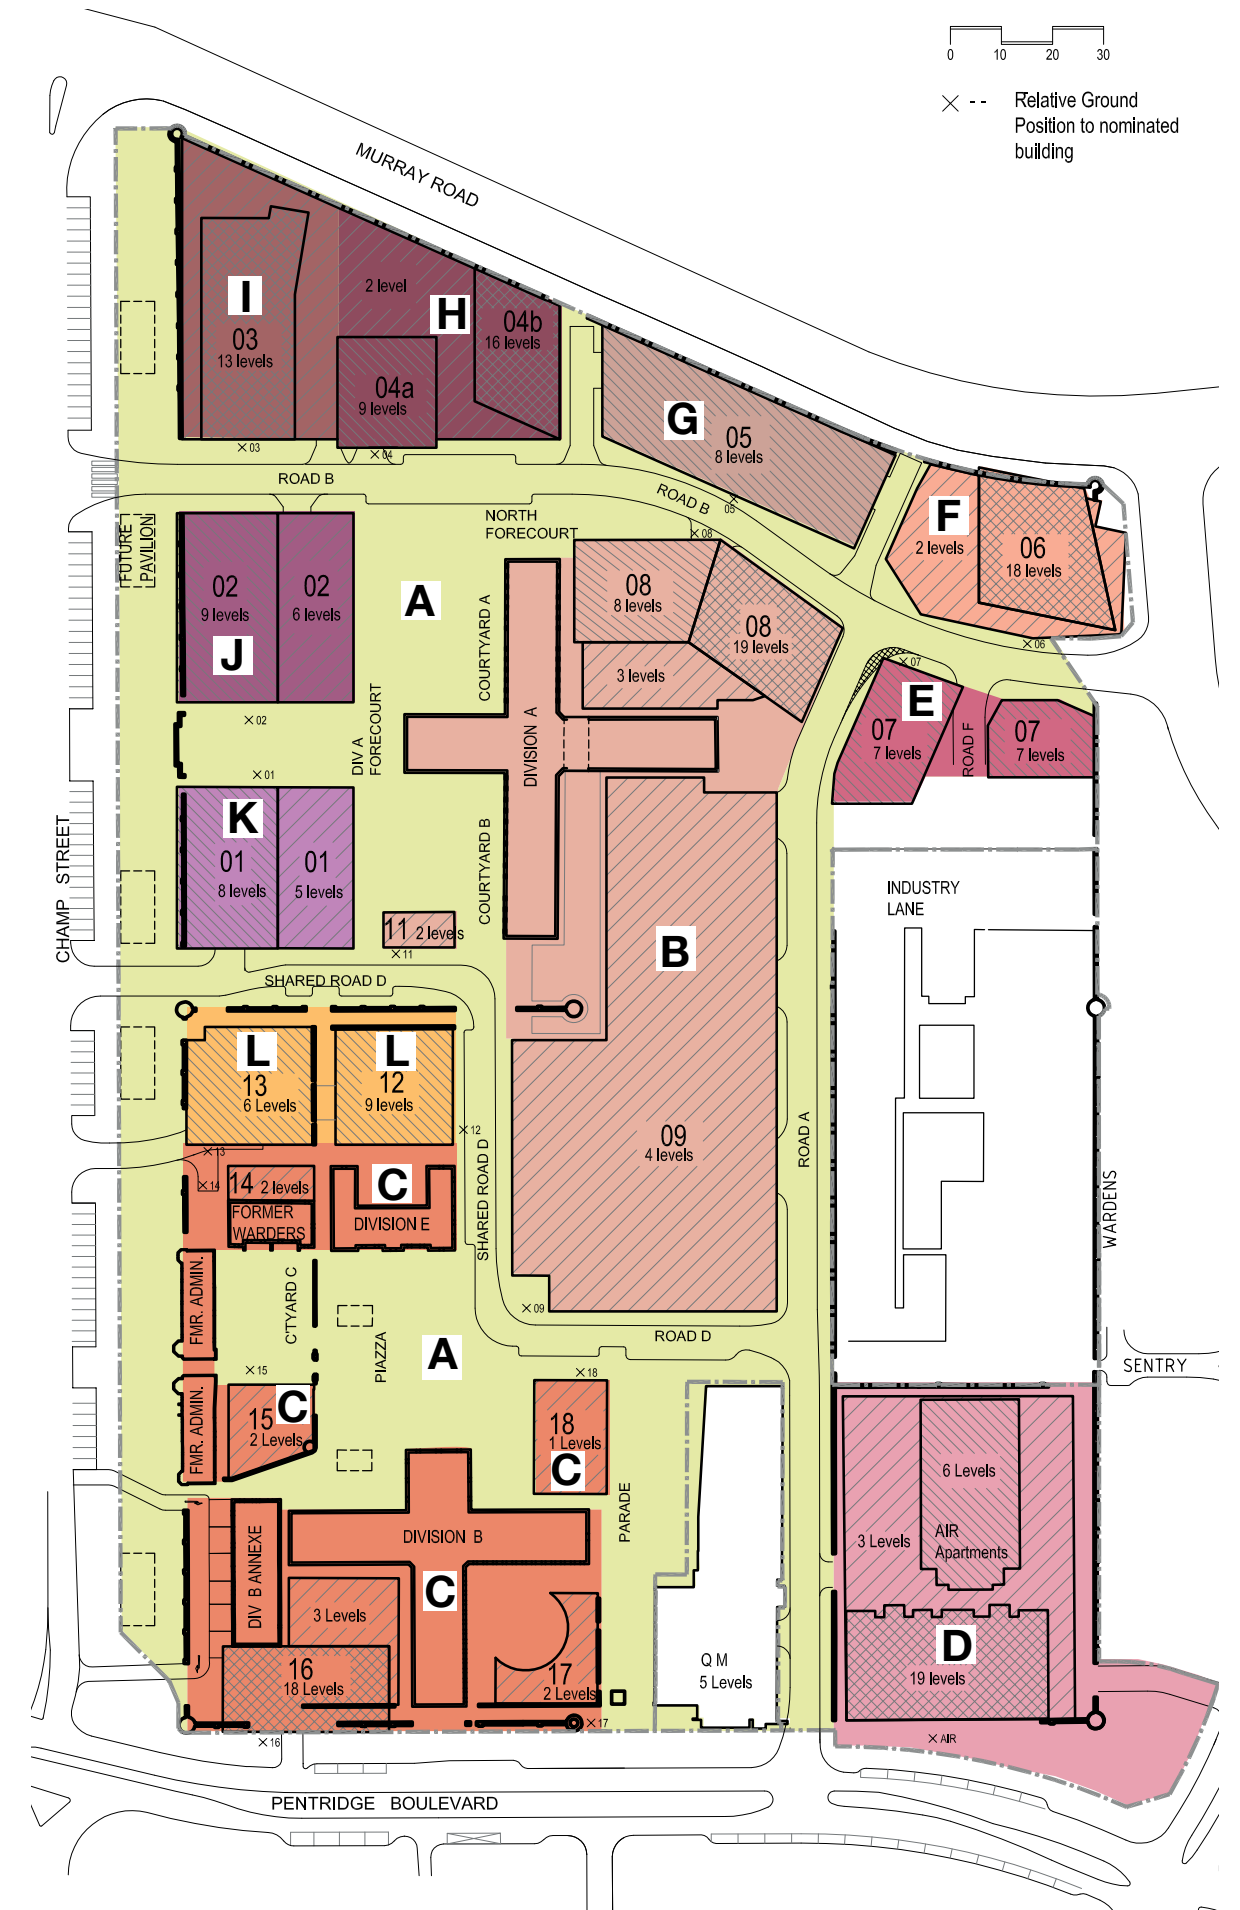 0 10 20 30
Relative Ground
Position to nominated
building
MURRAY ROAD
I
03
13 levels
2 level
H
04b
16 levels
04a
9 levels
G
05
8 levels
03
04
ROAD B
ROAD B
05
F
2 levels
06
18 levels
NORTH
FORECOURT
08
FUTURE
PAVILION
02
9 levels
J
02
6 levels
A
COURTYARD A
08
8 levels
08
19 levels
3 levels
06
07
E
07
7 levels
ROAD F
07
7 levels
02
DIV A
FORECOURT
DIVISION A
01
K
01
8 levels
01
5 levels
CHAMP STREET
COURTYARD B
11 2 levels
11
B
INDUSTRY
LANE
SHARED ROAD D
L
13
6 Levels
L
12
9 levels
12
13
14
14 2 levels
FORMER
WARDERS
C
DIVISION E
SHARED ROAD D
09
4 levels
ROAD A
WARDENS
FMR. ADMIN.
C'TYARD C
PIAZZA
09
ROAD D
A
SENTRY
15
18
FMR. ADMIN.
15
2 Levels
C
18
1 Levels
C
PARADE
6 Levels
3 Levels
AIR
Apartments
DIV B ANNEXE
DIVISION B
C
3 Levels
16
18 Levels
17
2 Levels
Q M
5 Levels
D
19 levels
16
17
AIR
PENTRIDGE BOULEVARD